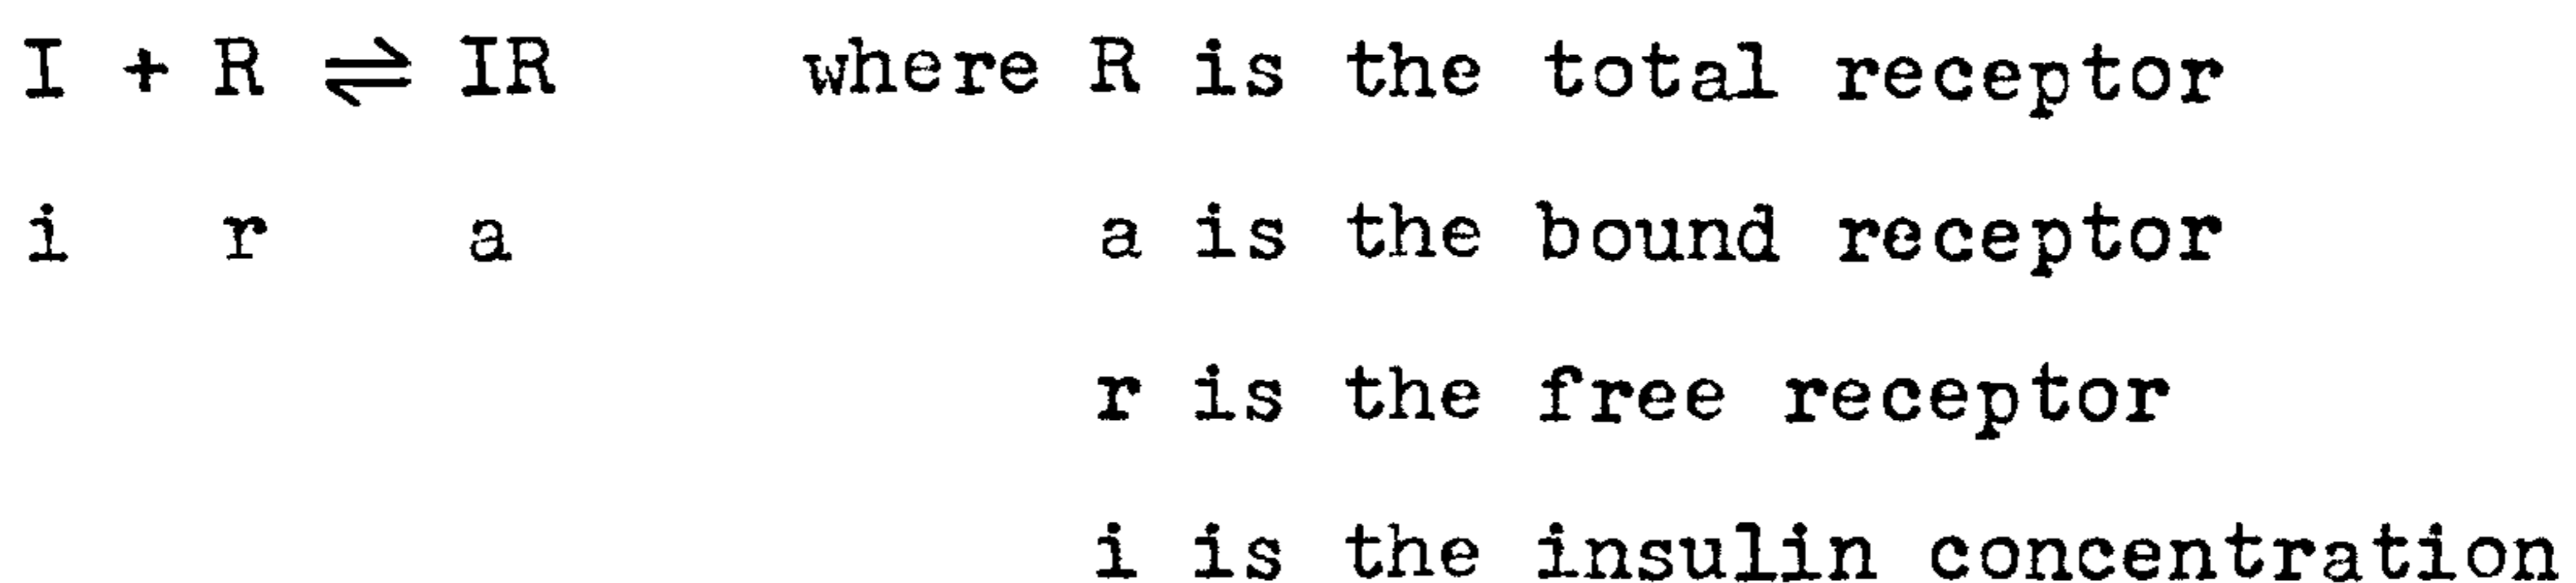 I + R ⇌ IR where R is the total receptor
i r a a is the bound receptor
r is the free receptor
i is the insulin concentration